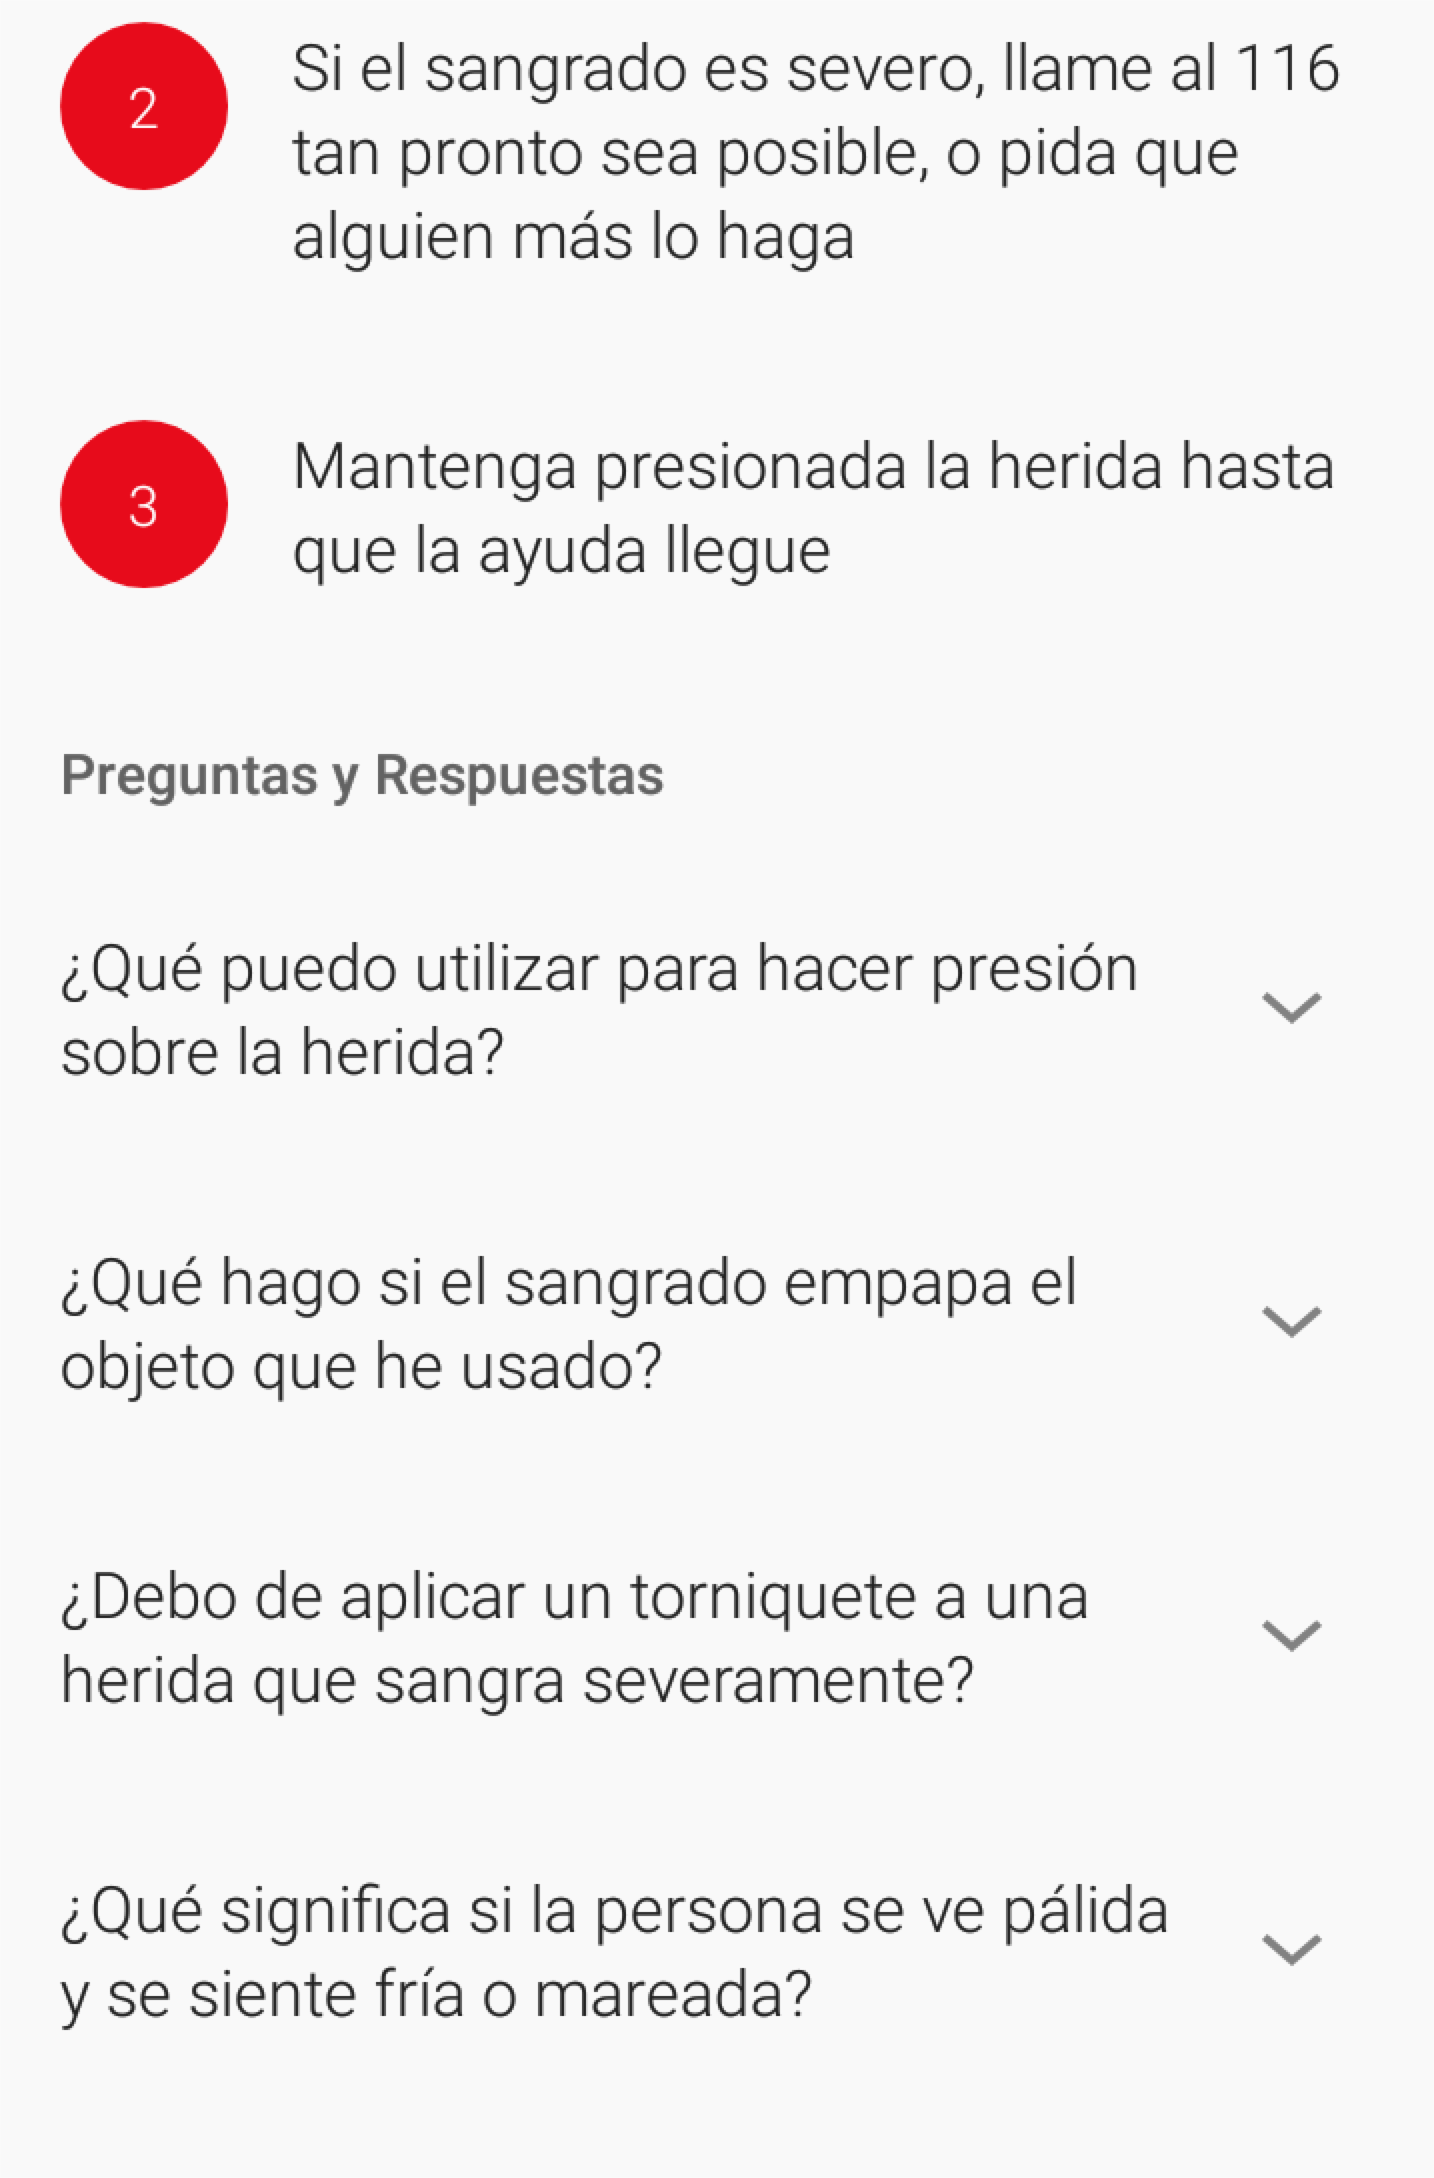 2
Si el sangrado es severo, llame al 116
tan pronto sea posible, o pida que
alguien más lo haga
3
Mantenga presionada la herida hasta
que la ayuda llegue
Preguntas y Respuestas
¿Qué puedo utilizar para hacer presión
sobre la herida?
¿Qué hago si el sangrado empapa el
objeto que he usado?
¿Debo de aplicar un torniquete a una
herida que sangra severamente?
¿Qué significa si la persona se ve pálida
y se siente fría o mareada?